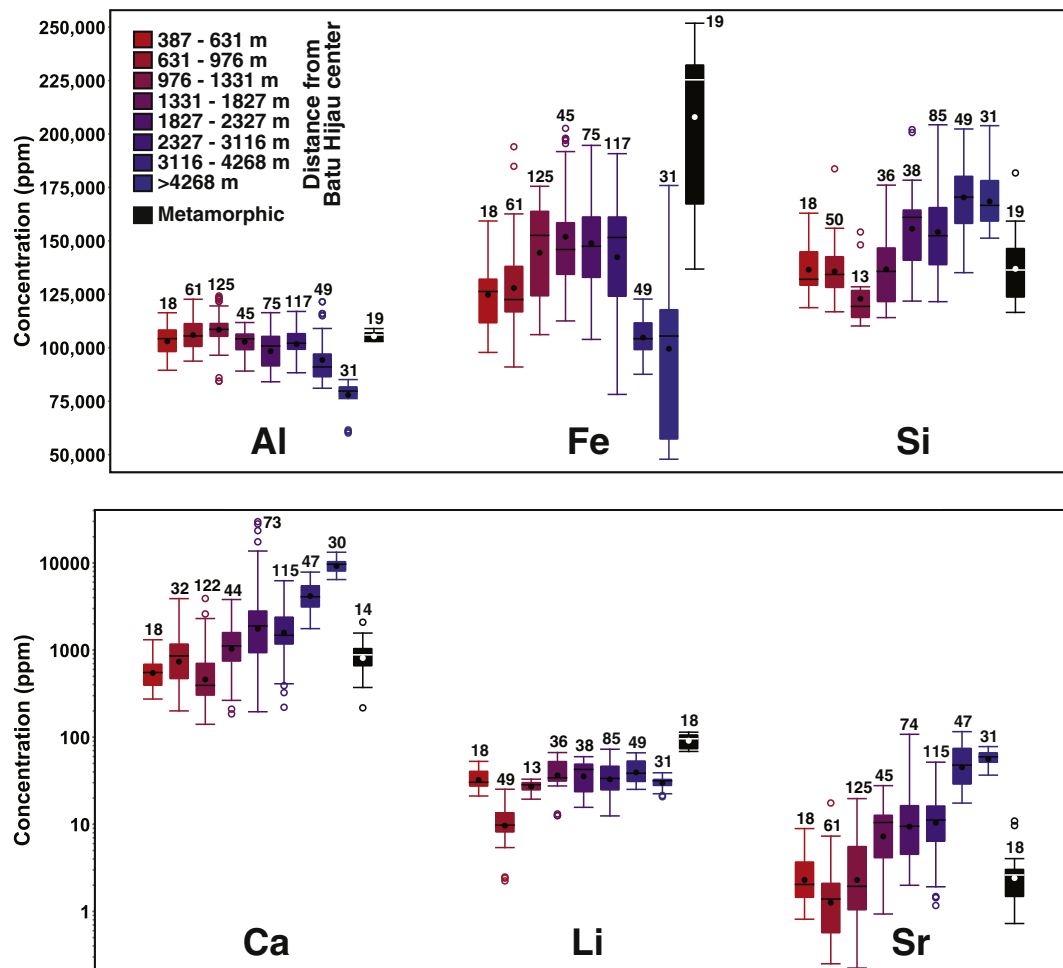 250,000
225,000
200,000
175,000
150,000
125,000
100,000
75,000
50,000
Concentration (ppm)
387 - 631 m
631 - 976 m
976 - 1331 m
1331 - 1827 m
1827 - 2327 m
2327 - 3116 m
3116 - 4268 m
>4268 m
Metamorphic
Distance from
Batu Hijau center
18 61 125 45 75 117 49 31 19
18 61 125 45 75 117 49 31 19
18 50 13 36 38 85 49 31 19
Al Fe Si
10000
1000
100
10
1
Concentration (ppm)
18 32 122 44 73 115 47 30 14
18 49 13 36 38 85 49 31 18
18 61 125 45 74 115 47 31 18
Ca Li Sr